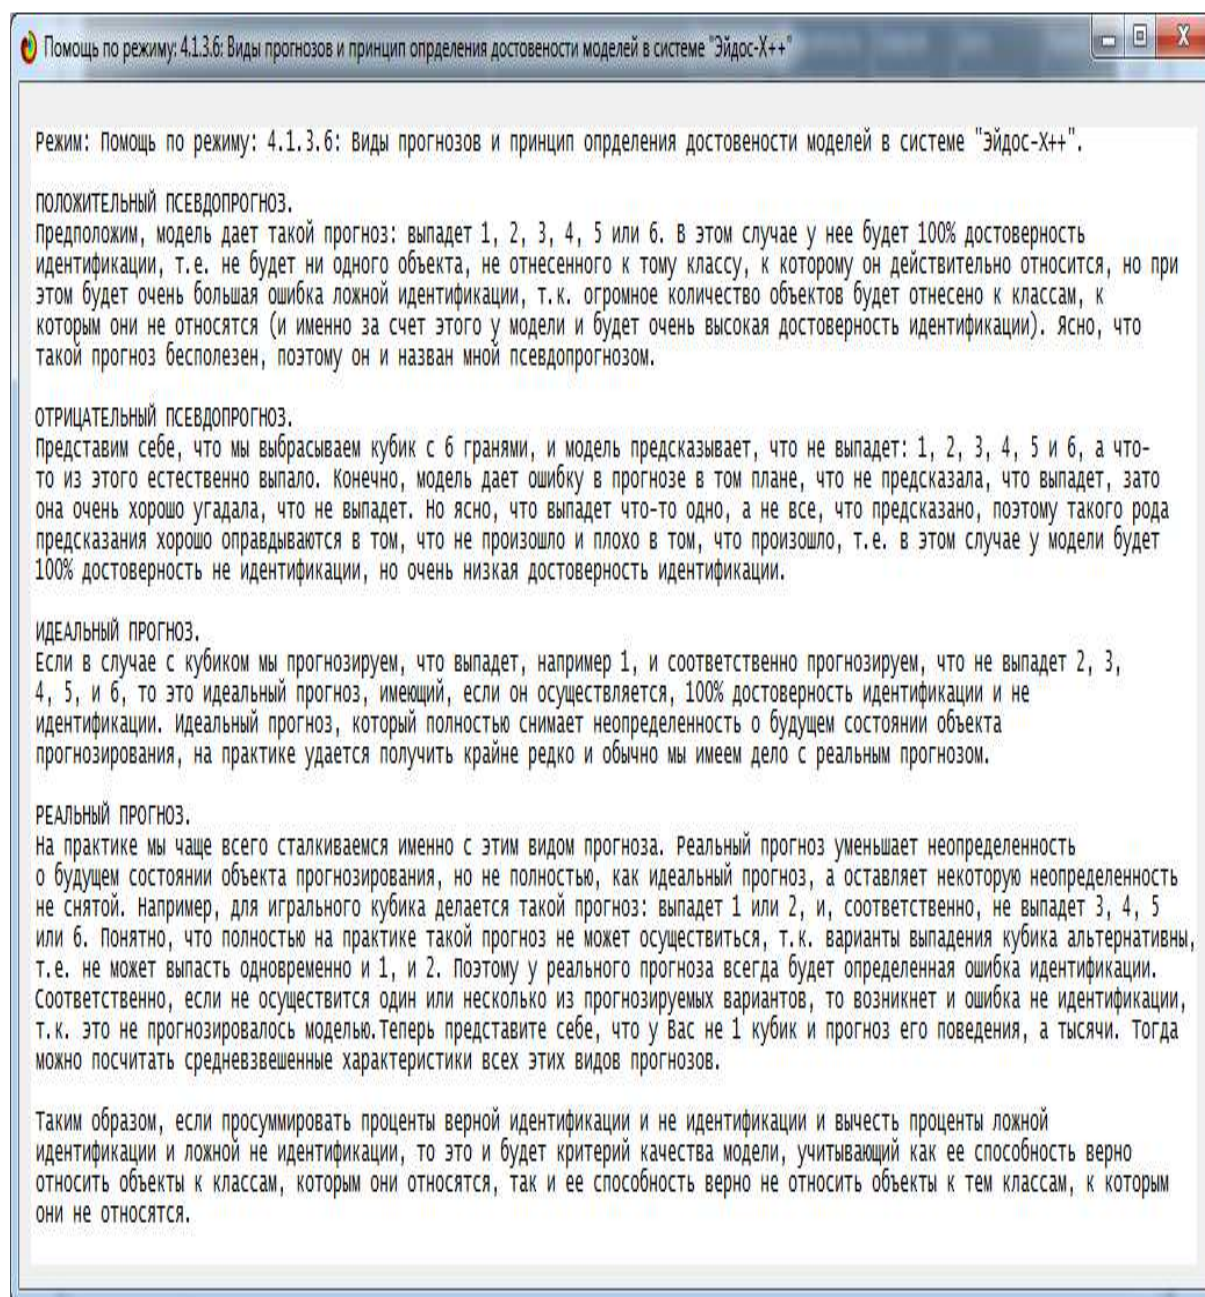 Помощь по режиму: 4.1.3.6: Виды прогнозов и принцип опрделения достовености моделей в системе "Эйдос-X++"
Режим: Помощь по режиму: 4.1.3.6: Виды прогнозов и принцип опрделения достовености моделей в системе "Эйдос-X++".
ПОЛОЖИТЕЛЬНЫЙ ПСЕВДОПРОГНОЗ.
Предположим, модель дает такой прогноз: выпадет 1, 2, 3, 4, 5 или 6. В этом случае у нее будет 100% достоверность
идентификации, т.е. не будет ни одного объекта, не отнесенного к тому классу, к которому он действительно относится, но при
этом будет очень большая ошибка ложной идентификации, т.к. огромное количество объектов будет отнесено к классам, к
которым они не относятся (и именно за счет этого у модели и будет очень высокая достоверность идентификации). Ясно, что
такой прогноз бесполезен, поэтому он и назван мной псевдопрогнозом.
ОТРИЦАТЕЛЬНЫЙ ПСЕВДОПРОГНОЗ.
Представим себе, что мы выбрасываем кубик с 6 гранями, и модель предсказывает, что не выпадет: 1, 2, 3, 4, 5 и 6, а что-
то из этого естественно выпало. Конечно, модель дает ошибку в прогнозе в том плане, что не предсказала, что выпадет, зато
она очень хорошо угадала, что не выпадет. Но ясно, что выпадет что-то одно, а не все, что предсказано, поэтому такого рода
предсказания хорошо оправдываются в том, что не произошло и плохо в том, что произошло, т.е. в этом случае у модели будет
100% достоверность не идентификации, но очень низкая достоверность идентификации.
ИДЕАЛЬНЫЙ ПРОГНОЗ.
Если в случае с кубиком мы прогнозируем, что выпадет, например 1, и соответственно прогнозируем, что не выпадет 2, 3,
4, 5, и 6, то это идеальный прогноз, имеющий, если он осуществляется, 100% достоверность идентификации и не
идентификации. Идеальный прогноз, который полностью снимает неопределенность о будущем состоянии объекта
прогнозирования, на практике удается получить крайне редко и обычно мы имеем дело с реальным прогнозом.
РЕАЛЬНЫЙ ПРОГНОЗ.
На практике мы чаще всего сталкиваемся именно с этим видом прогноза. Реальный прогноз уменьшает неопределенность
о будущем состоянии объекта прогнозирования, но не полностью, как идеальный прогноз, а оставляет некоторую неопределенность
не снятой. Например, для игрального кубика делается такой прогноз: выпадет 1 или 2, и, соответственно, не выпадет 3, 4, 5
или 6. Понятно, что полностью на практике такой прогноз не может осуществиться, т.к. варианты выпадения кубика альтернативны,
т.е. не может выпасть одновременно и 1, и 2. Поэтому у реального прогноза всегда будет определенная ошибка идентификации.
Соответственно, если не осуществится один или несколько из прогнозируемых вариантов, то возникнет и ошибка не идентификации,
т.к. это не прогнозировалось моделью.Теперь представите себе, что у Вас не 1 кубик и прогноз его поведения, а тысячи. Тогда
можно посчитать средневзвешенные характеристики всех этих видов прогнозов.
Таким образом, если просуммировать проценты верной идентификации и не идентификации и вычесть проценты ложной
идентификации и ложной не идентификации, то это и будет критерий качества модели, учитывающий как ее способность верно
относить объекты к классам, которым они относятся, так и ее способность верно не относить объекты к тем классам, к которым
они не относятся.